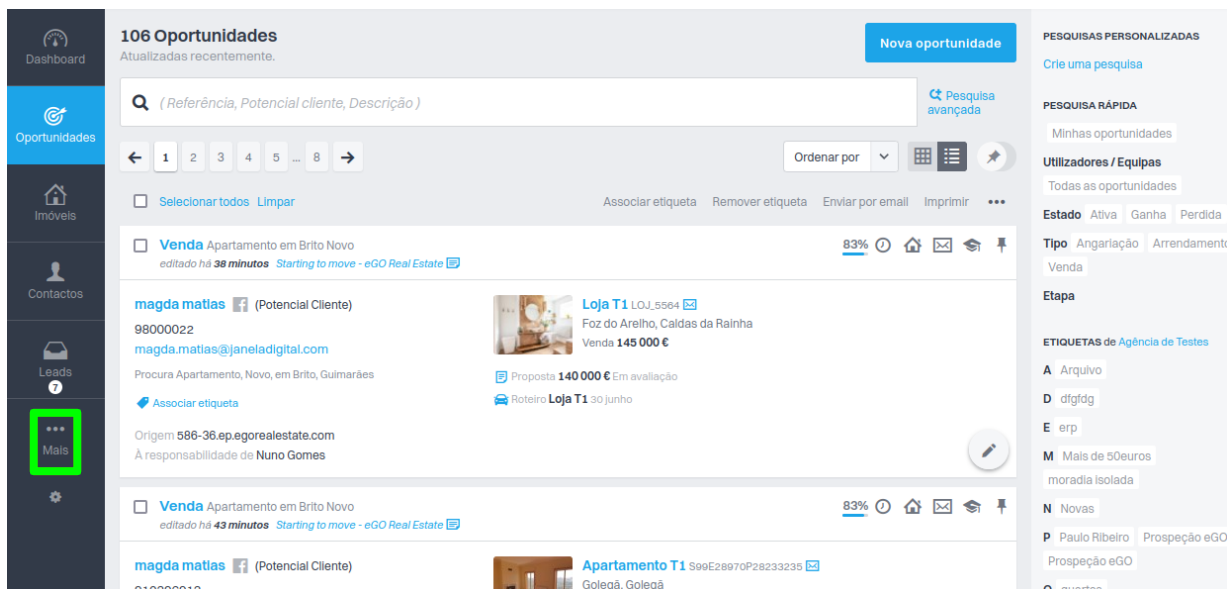 Dashboard
Oportunidades
Imóveis
Contactos
Leads
7
Mais
106 Oportunidades
Atualizadas recentemente.
Nova oportunidade
( Referência, Potencial cliente, Descrição )
Pesquisa
avançada
1 2 3 4 5 ... 8
Ordenar por
Selecionar todos Limpar
Associar etiqueta Remover etiqueta Enviar por email Imprimir
Venda Apartamento em Brito Novo
83%
editado há 38 minutos Starting to move - eGO Real Estate
magda matias (Potencial Cliente)
98000022
magda.matias@janeladigital.com
Procura Apartamento, Novo, em Brito, Guimarães
Associar etiqueta
Origem 586-36.ep.egorealestate.com
À responsabilidade de Nuno Gomes
Loja T1 LOJ_5564
Foz do Arelho, Caldas da Rainha
Venda 145 000 €
Proposta 140 000 € Em avaliação
Roteiro Loja T1 30 junho
Venda Apartamento em Brito Novo
83%
editado há 43 minutos Starting to move - eGO Real Estate
magda matias (Potencial Cliente)
Apartamento T1 S99E28970P28233235
Golegã, Golegã
PESQUISAS PERSONALIZADAS
Crie uma pesquisa
PESQUISA RÁPIDA
Minhas oportunidades
Utilizadores / Equipas
Todas as oportunidades
Estado Ativa Ganha Perdida
Tipo Angariação Arrendamento
Venda
Etapa
ETIQUETAS de Agência de Testes
A Arquivo
D dfgfdg
E erp
M Mais de 50euros
moradia isolada
N Novas
P Paulo Ribeiro Prospeção eGO
Prospeção eGO